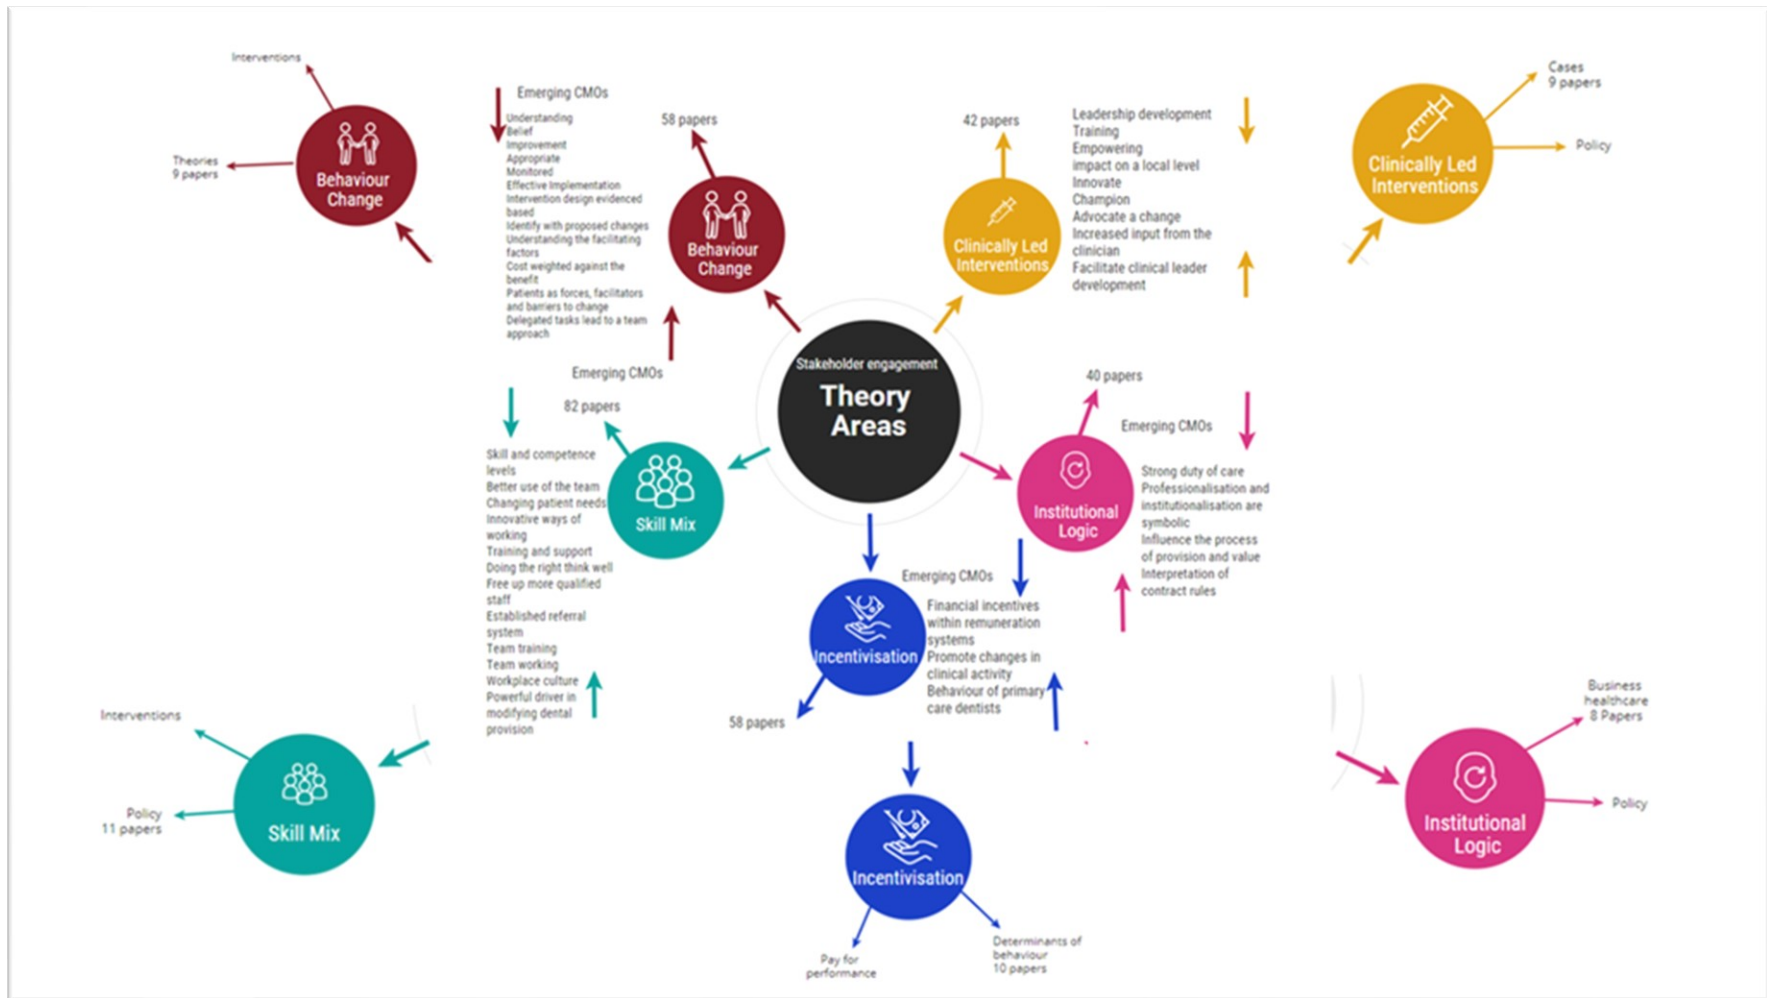 Interventions
Theories
9 papers
Behaviour
Change
Emerging CMOs
Understanding
Belief
Improvement
Appropriate
Monitored
Effective Implementation
Intervention design evidenced
based
Identify with proposed changes
Understanding the facilitating
factors
Cost weighted against the
benefit
Patients as forces, facilitators
and barriers to change
Delegated tasks lead to a team
approach
58 papers
Behaviour
Change
42 papers
Clinically Led
Interventions
Leadership development
Training
Empowering
impact on a local level
Innovate
Champion
Advocate a change
Increased input from the
clinician
Facilitate clinical leader
development
Cases
9 papers
Policy
Clinically Led
Interventions
Stakeholder engagement
Theory
Areas
Emerging CMOs
82 papers
Skill and competence
levels
Better use of the team
Changing patient needs
Innovative ways of
working
Training and support
Doing the right think well
Free up more qualified
staff
Established referral
system
Team training
Team working
Workplace culture
Powerful driver in
modifying dental
provision
Skill Mix
40 papers
Emerging CMOs
Institutional
Logic
Strong duty of care
Professionalisation and
institutionalisation are
symbolic
Influence the process
of provision and value
Interpretation of
contract rules
Emerging CMOs
Incentivisation
Financial incentives
within remuneration
systems
Promote changes in
clinical activity
Behaviour of primary
care dentists
58 papers
Interventions
Policy
11 papers
Skill Mix
Incentivisation
Pay for
performance
Determinants of
behaviour
10 papers
Business
healthcare
8 Papers
Policy
Institutional
Logic